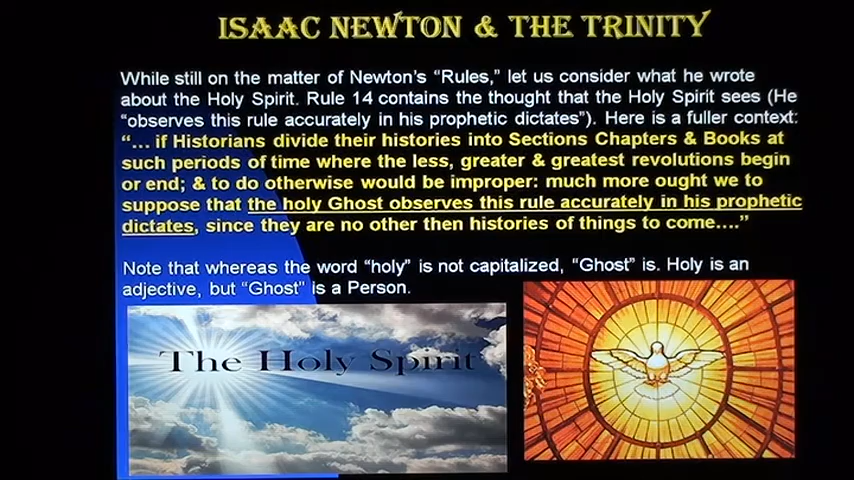 ISAAC NEWTON & THE TRINITY
While still on the matter of Newton's "Rules," let us consider what he wrote
about the Holy Spirit. Rule 14 contains the thought that the Holy Spirit sees (He
"observes this rule accurately in his prophetic dictates"). Here is a fuller context:
"... if Historians divide their histories into Sections Chapters & Books at
such periods of time where the less, greater & greatest revolutions begin
or end; & to do otherwise would be improper: much more ought we to
suppose that the holy Ghost observes this rule accurately in his prophetic
dictates, since they are no other then histories of things to come...."
Note that whereas the word "holy" is not capitalized, "Ghost" is. Holy is an
adjective, but "Ghost" is a Person.
The Holy Spirit